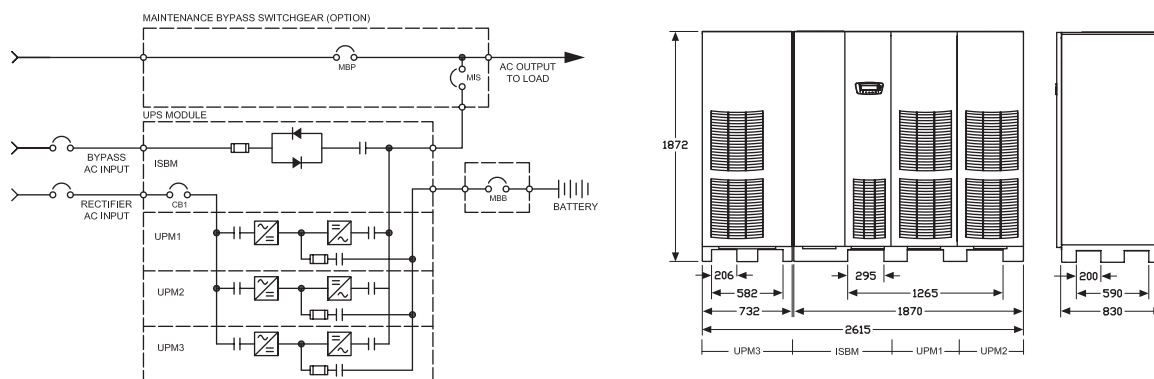 MAINTENANCE BYPASS SWITCHGEAR (OPTION)
MBP
AC OUTPUT
TO LOAD
MIS
UPS MODULE
BYPASS
AC INPUT
ISBM
RECTIFIER
AC INPUT
CB1
MBB
BATTERY
UPM1
UPM2
UPM3
1872
206
295
200
582
1265
590
732
1870
830
2615
UPM3
ISBM
UPM1
UPM2